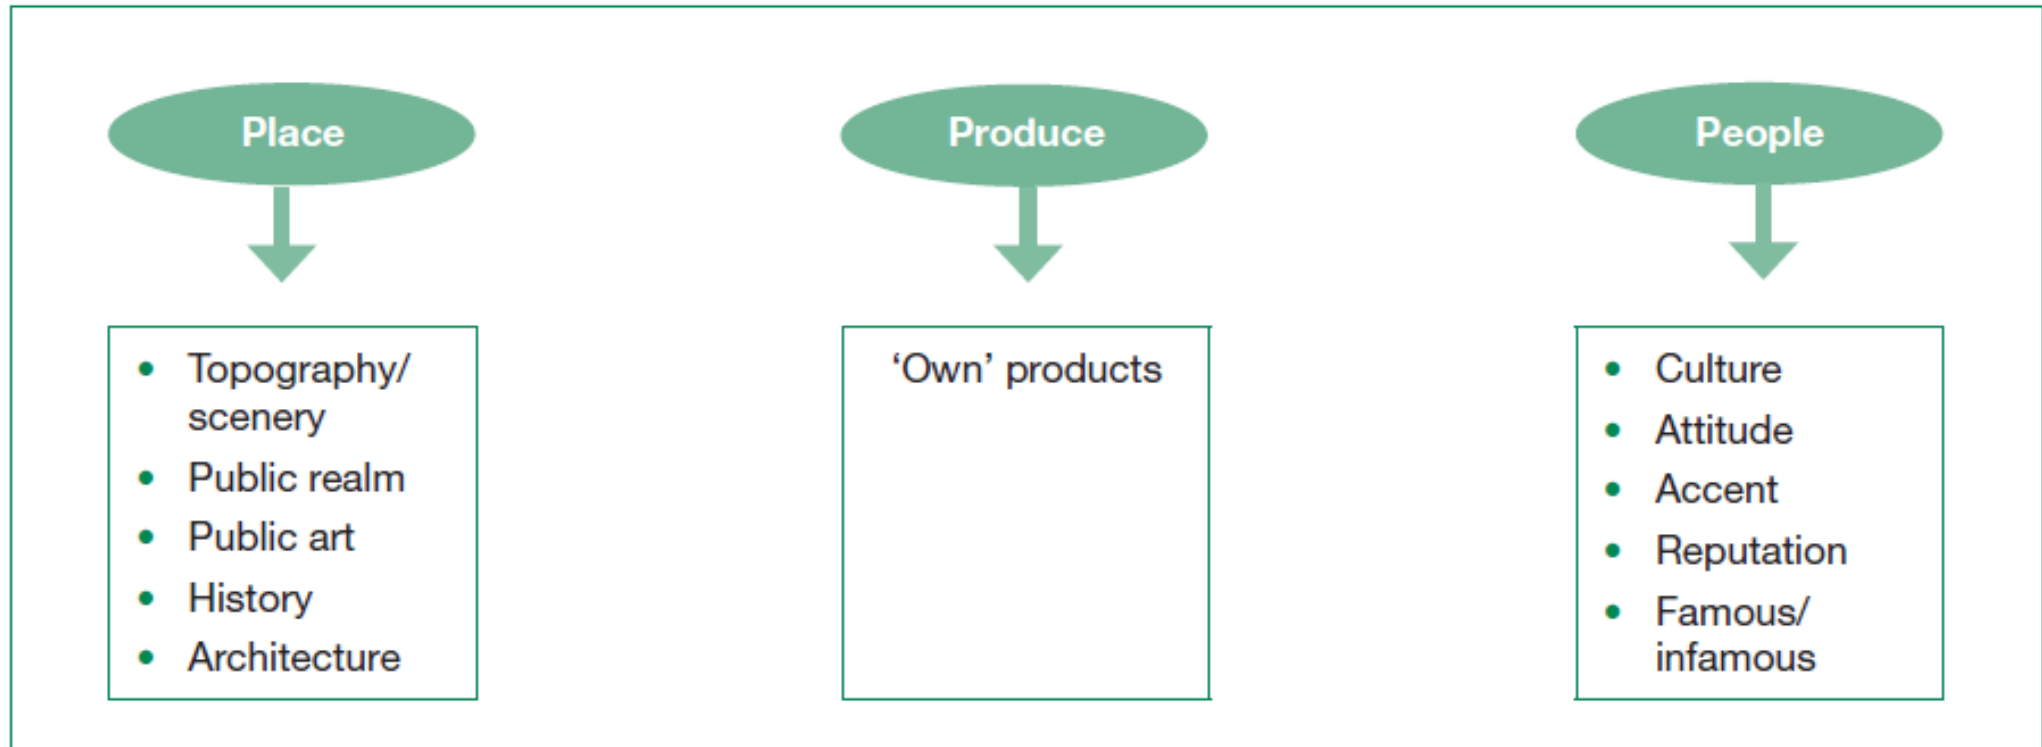 Place
• Topography/
scenery
• Public realm
• Public art
• History
• Architecture
Produce
‘Own’ products
People
• Culture
• Attitude
• Accent
• Reputation
• Famous/
infamous